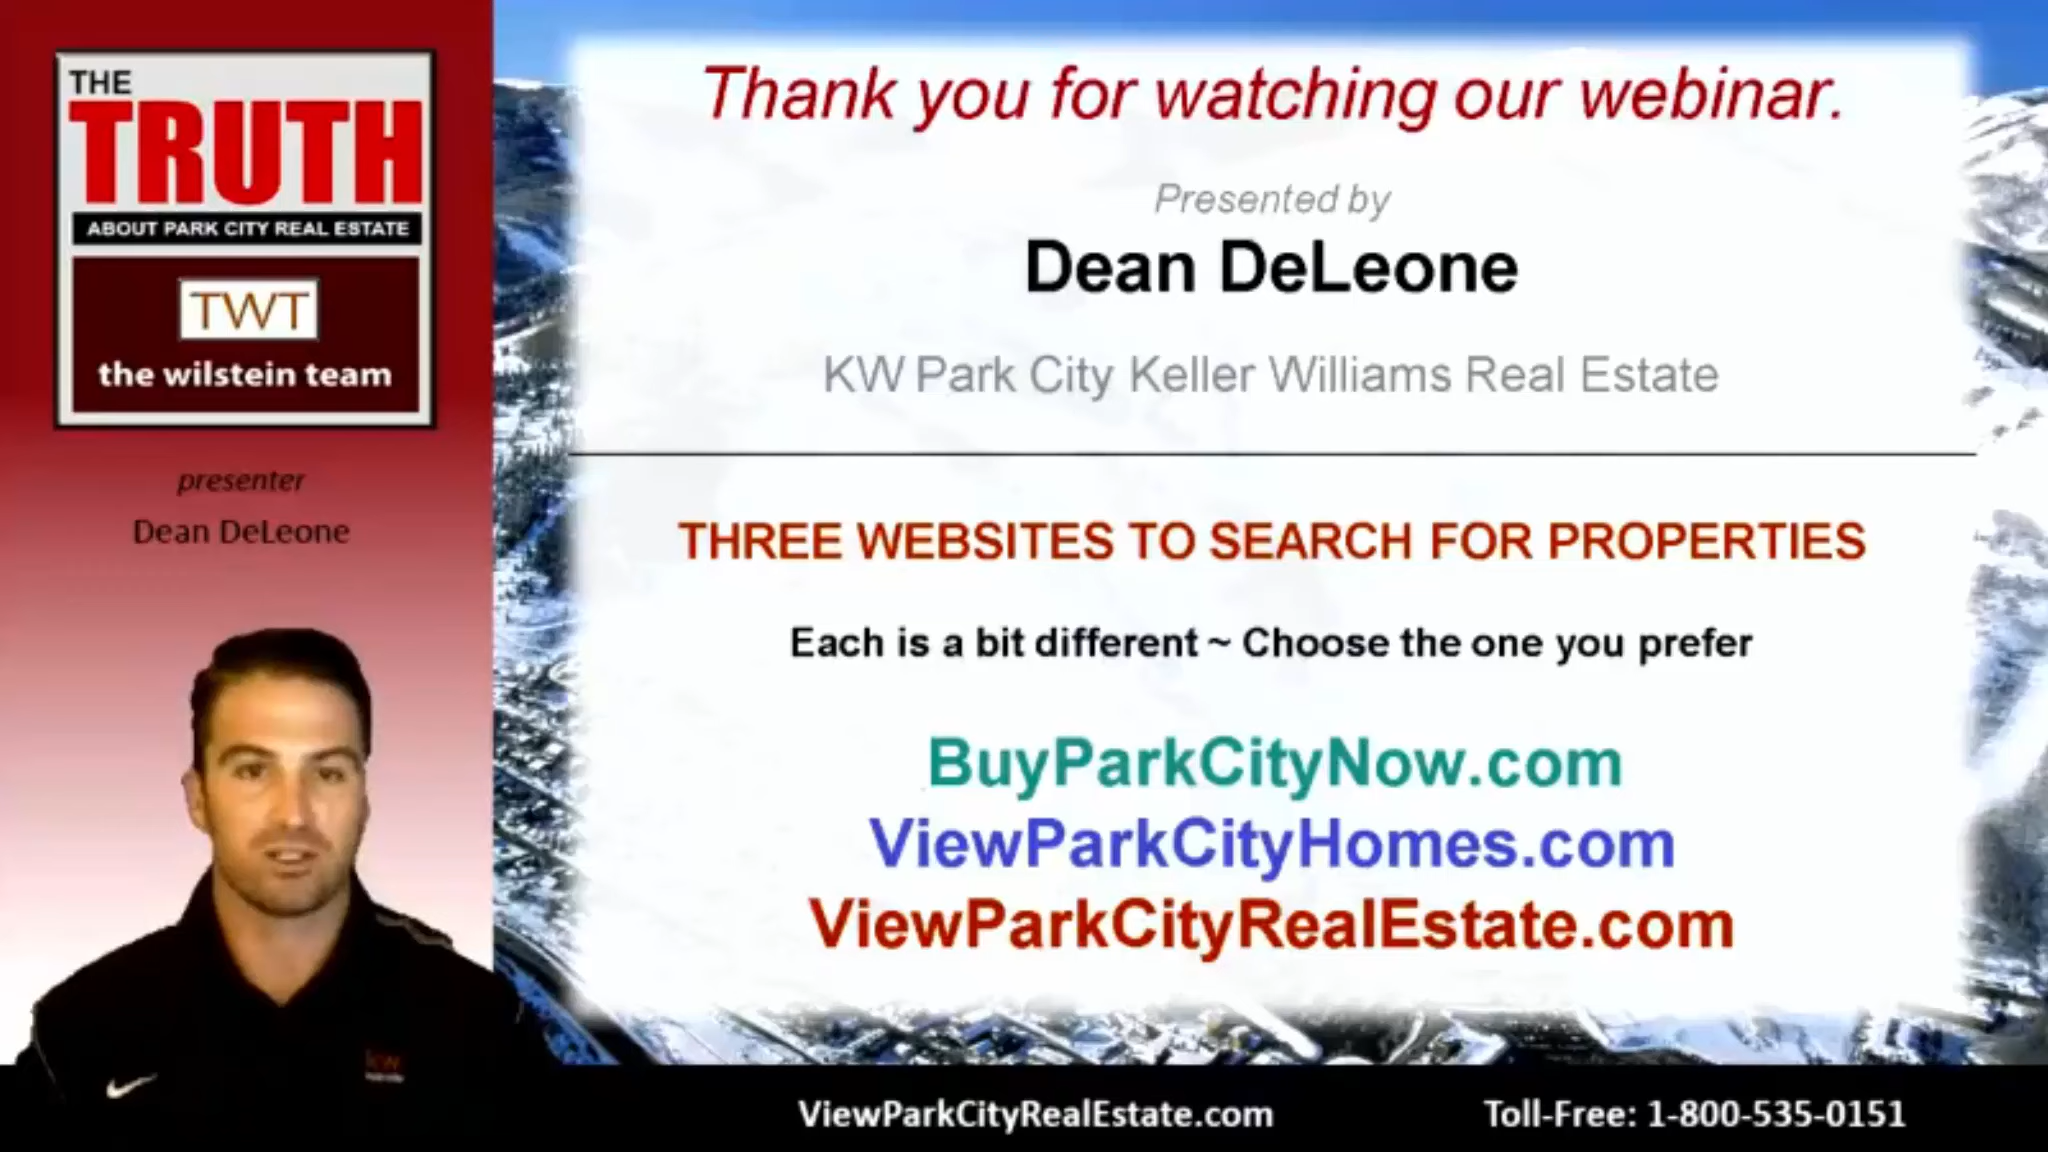 THE
TRUTH
ABOUT PARK CITY REAL ESTATE
TWT
the wilstein team
presenter
Dean DeLeone
Thank you for watching our webinar.
Presented by
Dean DeLeone
KW Park City Keller Williams Real Estate
THREE WEBSITES TO SEARCH FOR PROPERTIES
Each is a bit different ~ Choose the one you prefer
BuyParkCityNow.com
ViewParkCityHomes.com
ViewParkCityRealEstate.com
kw
ViewParkCityRealEstate.com
Toll-Free: 1-800-535-0151